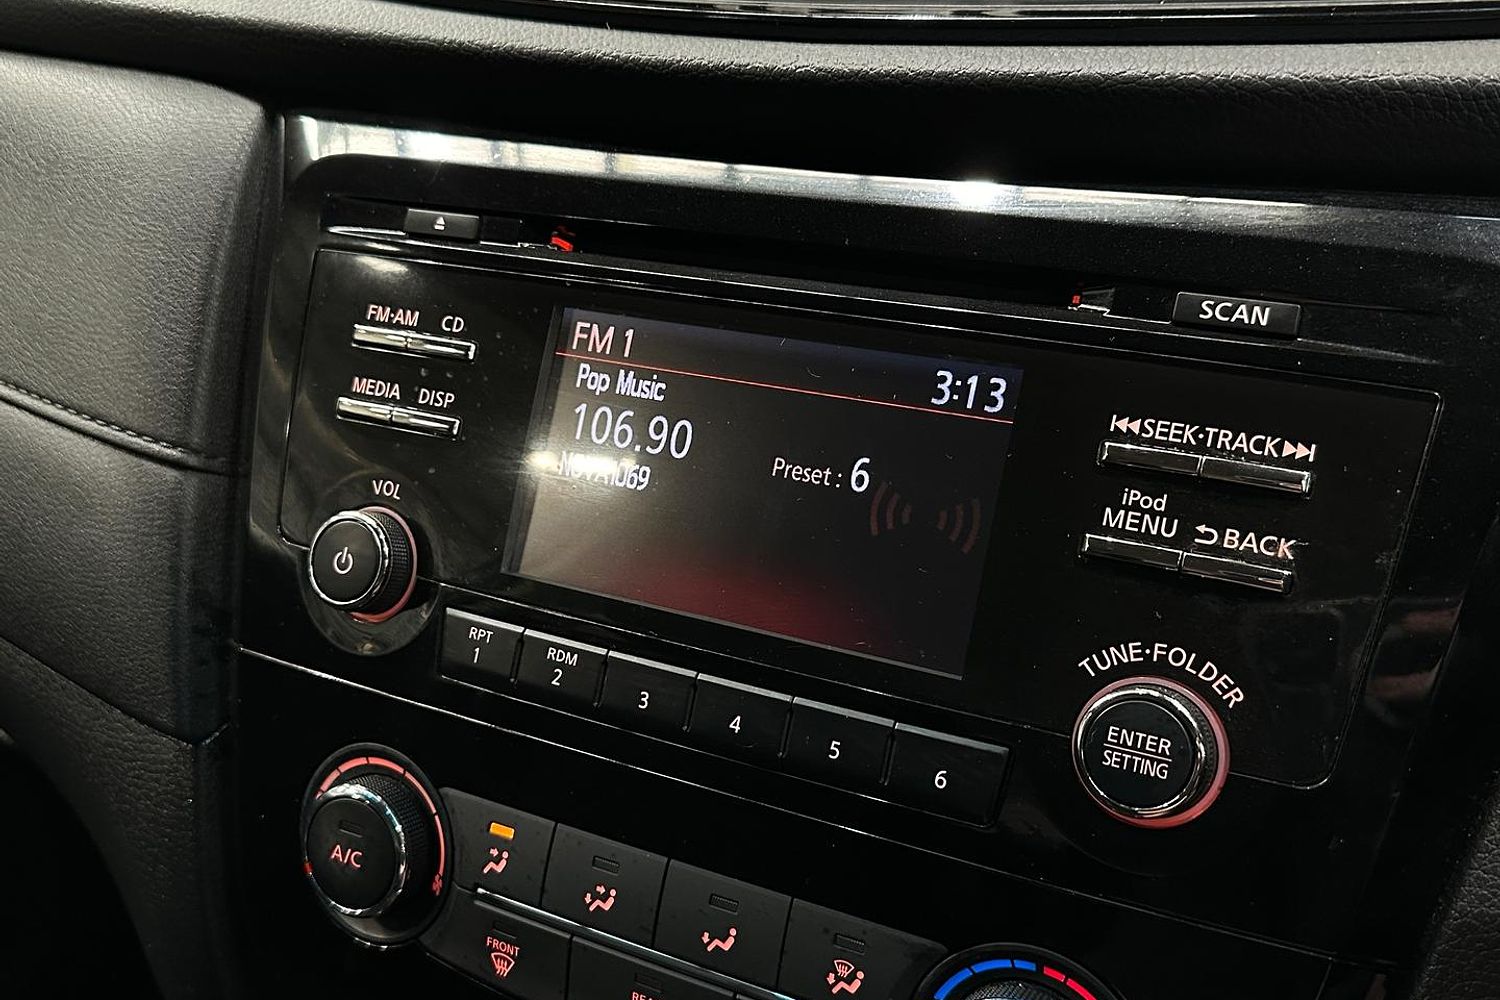 SCAN
FM·AM CD
MEDIA DISP
VOL
FM 1
3:13
Pop Music
106.90
NOVA1069
Preset : 6
SEEK·TRACK
iPod
MENU
BACK
TUNE·FOLDER
ENTER
SETTING
RPT
1
RDM
2
3
4
5
6
A/C
FRONT